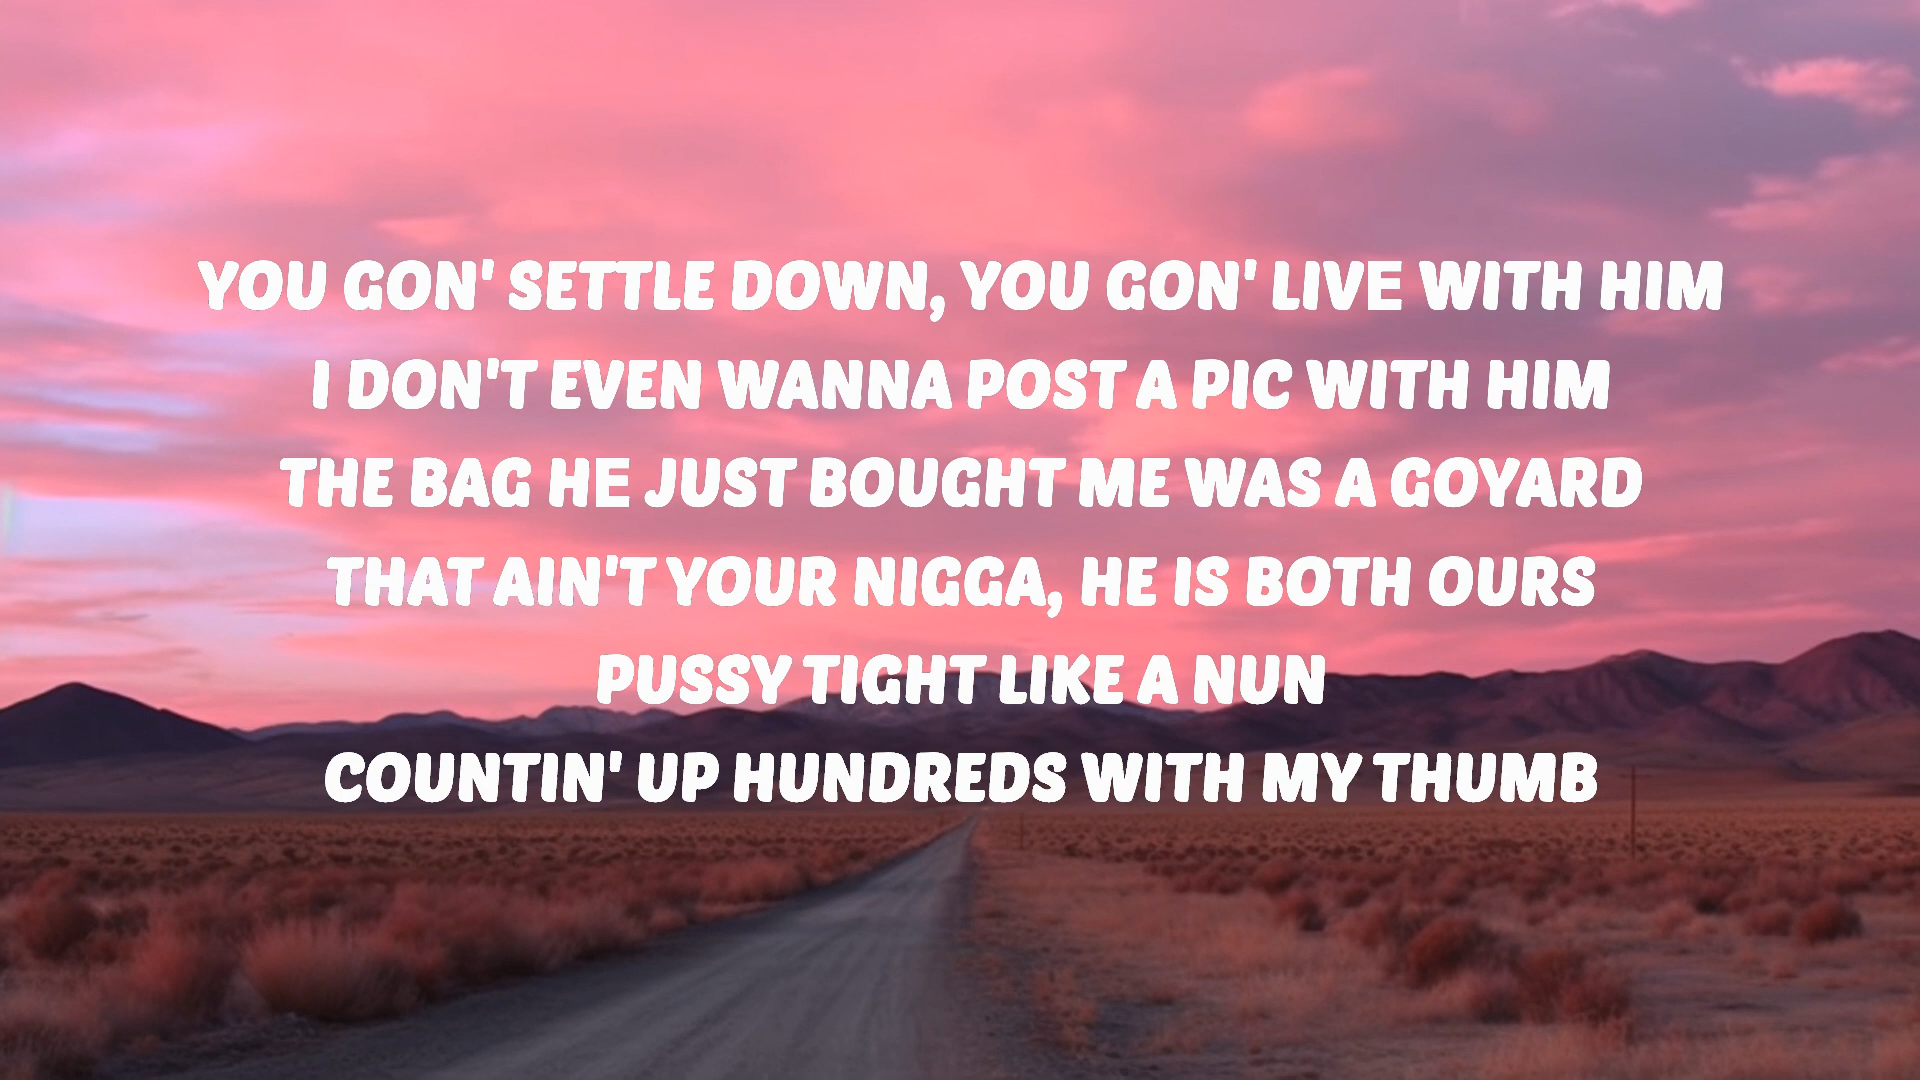 YOU GON' SETTLE DOWN, YOU GON' LIVE WITH HIM
I DON'T EVEN WANNA POST A PIC WITH HIM
THE BAG HE JUST BOUGHT ME WAS A GOYARD
THAT AIN'T YOUR NIGGA, HE IS BOTH OURS
PUSSY TIGHT LIKE A NUN
COUNTIN' UP HUNDREDS WITH MY THUMB